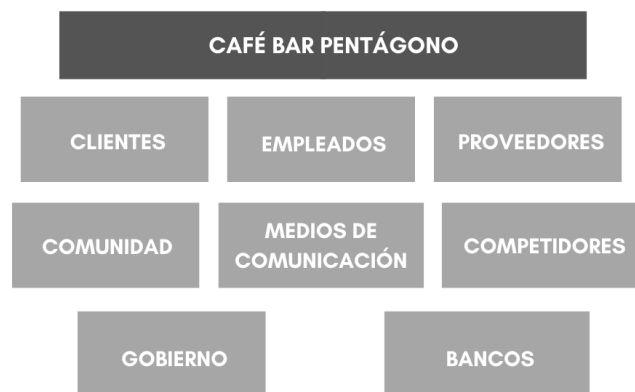 CAFÉ BAR PENTÁGONO
CLIENTES
EMPLEADOS
PROVEEDORES
COMUNIDAD
MEDIOS DE
COMUNICACIÓN
COMPETIDORES
GOBIERNO
BANCOS